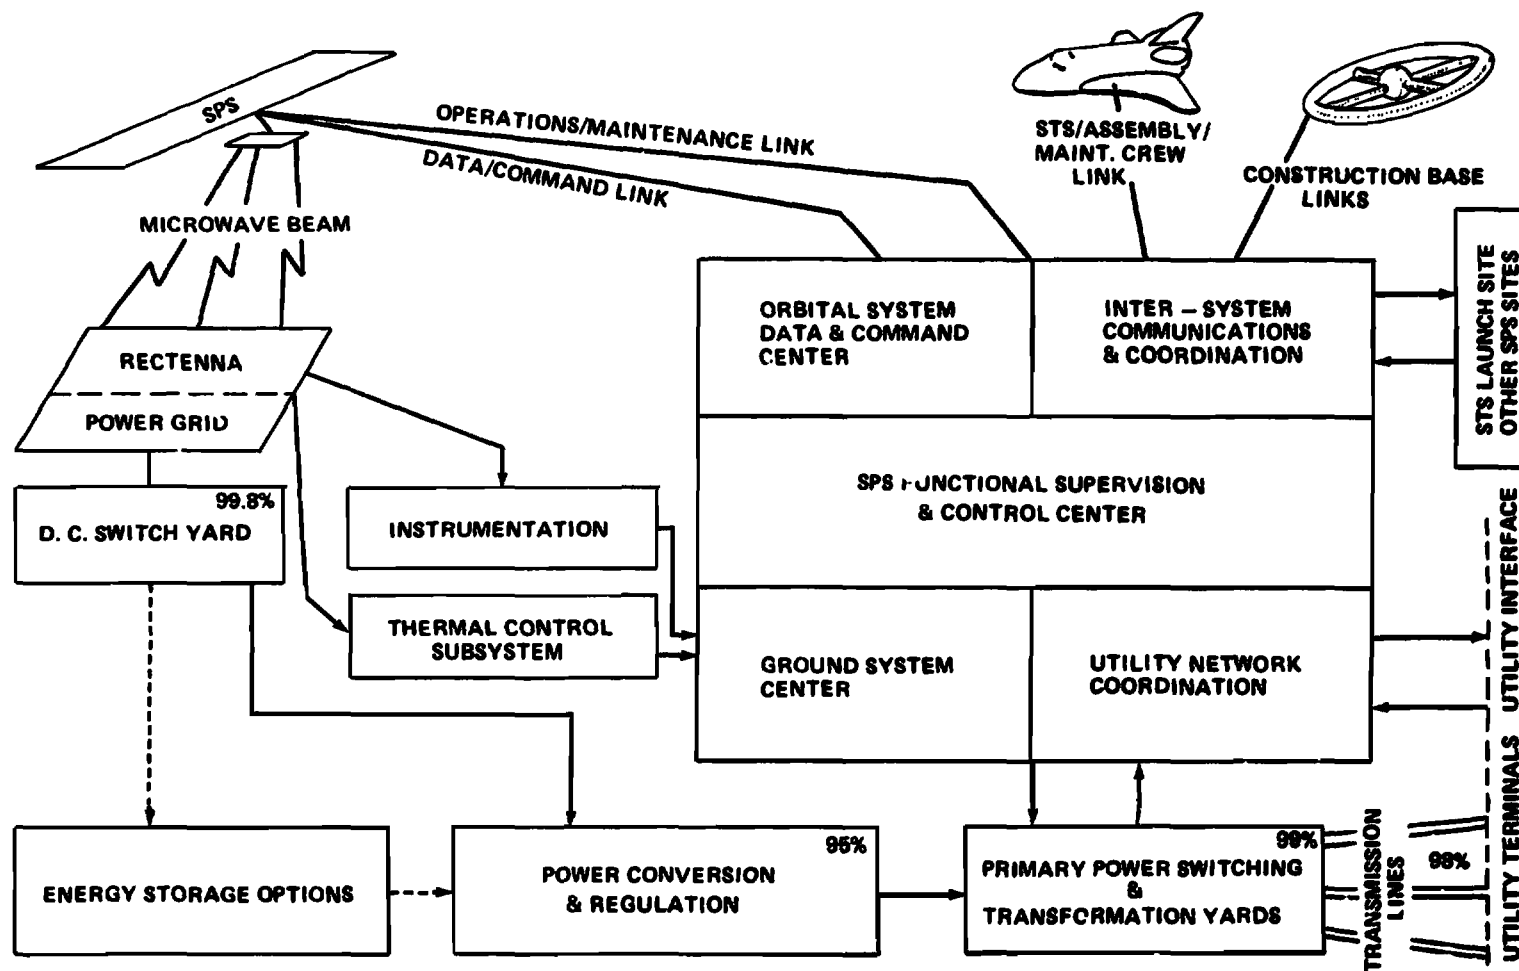 SPS
OPERATIONS/MAINTENANCE LINK
DATA/COMMAND LINK
STS/ASSEMBLY/
MAINT. CREW
LINK
CONSTRUCTION BASE
LINKS
MICROWAVE BEAM
RECTENNA
POWER GRID
ORBITAL SYSTEM
DATA & COMMAND
CENTER
INTER – SYSTEM
COMMUNICATIONS
& COORDINATION
STS LAUNCH SITE
OTHER SPS SITES
SPS FUNCTIONAL SUPERVISION
& CONTROL CENTER
99.8%
D. C. SWITCH YARD
INSTRUMENTATION
THERMAL CONTROL
SUBSYSTEM
GROUND SYSTEM
CENTER
UTILITY NETWORK
COORDINATION
UTILITY INTERFACE
UTILITY TERMINALS
ENERGY STORAGE OPTIONS
95%
POWER CONVERSION
& REGULATION
99%
PRIMARY POWER SWITCHING
&
TRANSFORMATION YARDS
TRANSMISSION
LINES
98%